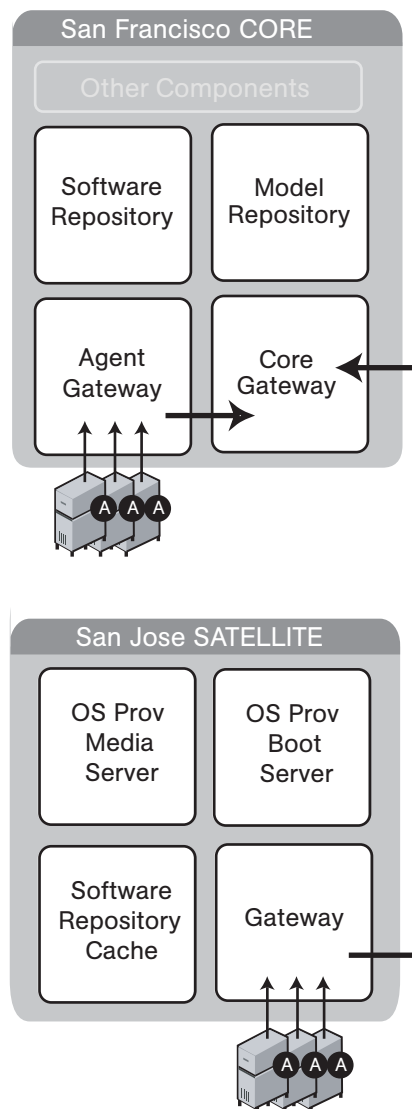 San Francisco CORE
Other Components
Software
Repository
Model
Repository
Agent
Gateway
Core
Gateway
A A A
San Jose SATELLITE
OS Prov
Media
Server
OS Prov
Boot
Server
Software
Repository
Cache
Gateway
A A A